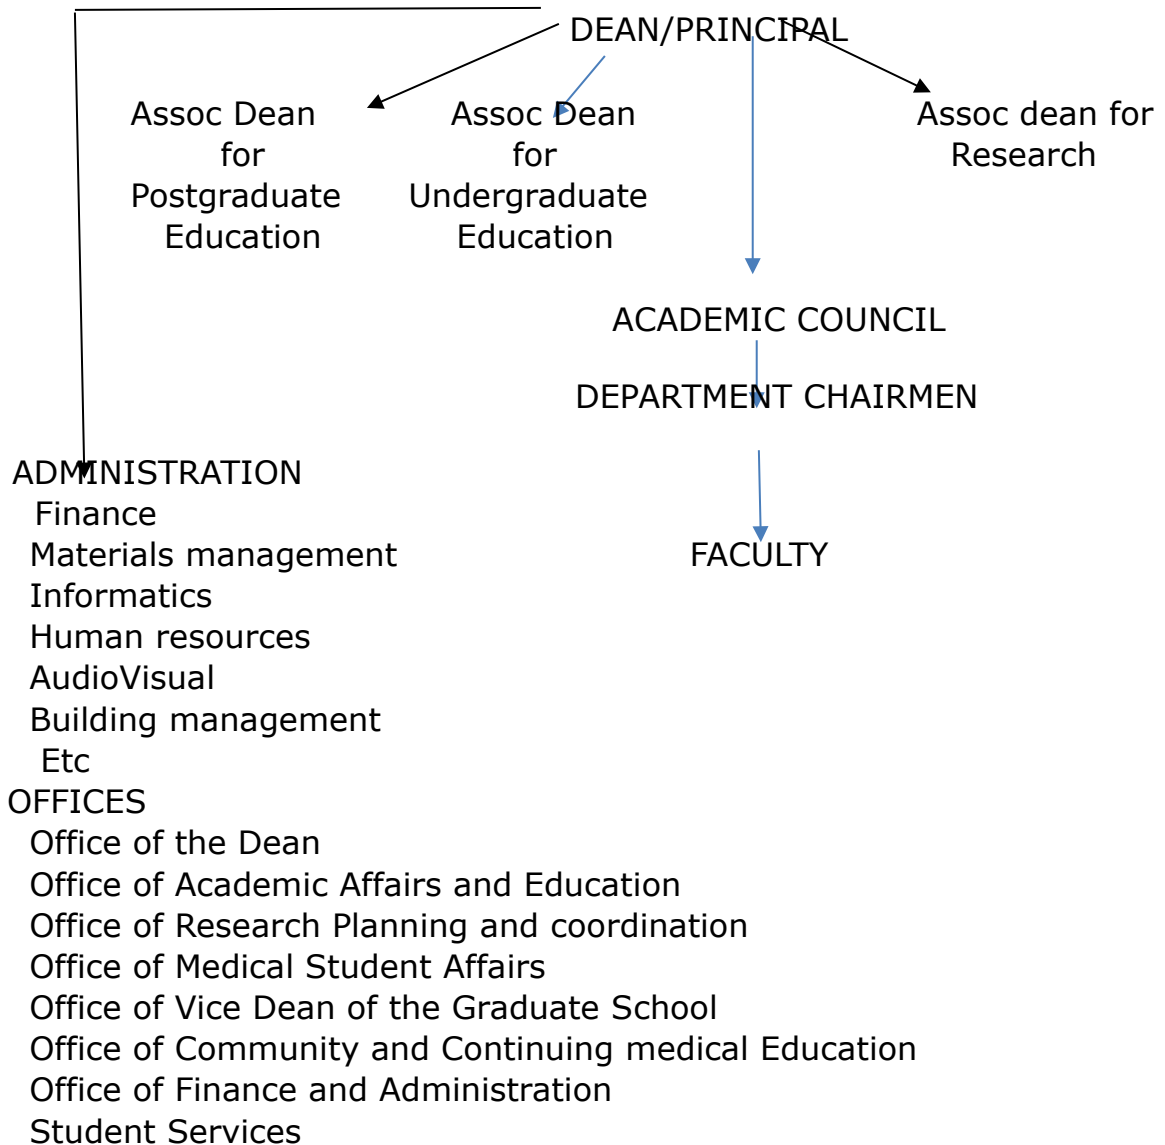 DEAN/PRINCIPAL
Assoc Dean Assoc Dean Assoc dean for
for for Research
Postgraduate Undergraduate
Education Education
ACADEMIC COUNCIL
DEPARTMENT CHAIRMEN
ADMINISTRATION
Finance
Materials management FACULTY
Informatics
Human resources
AudioVisual
Building management
Etc
OFFICES
Office of the Dean
Office of Academic Affairs and Education
Office of Research Planning and coordination
Office of Medical Student Affairs
Office of Vice Dean of the Graduate School
Office of Community and Continuing medical Education
Office of Finance and Administration
Student Services